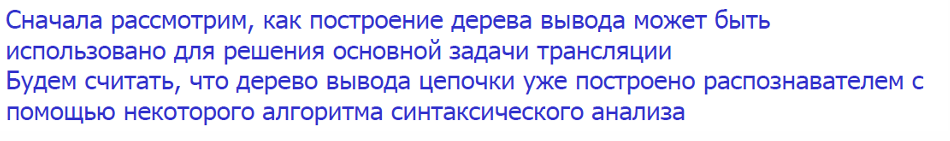 Сначала рассмотрим, как построение дерева вывода может быть
использовано для решения основной задачи трансляции
Будем считать, что дерево вывода цепочки уже построено распознавателем с
помощью некоторого алгоритма синтаксического анализа